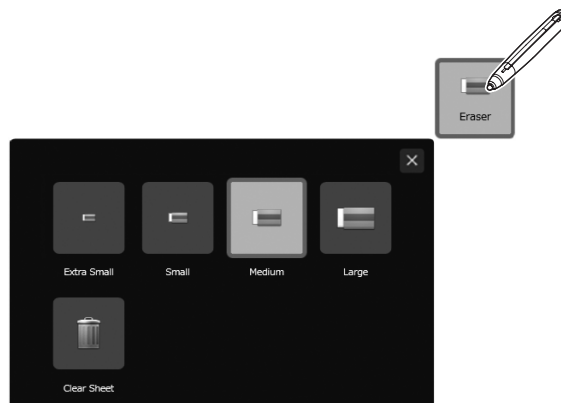 Eraser
Extra Small
Small
Medium
Large
Clear Sheet